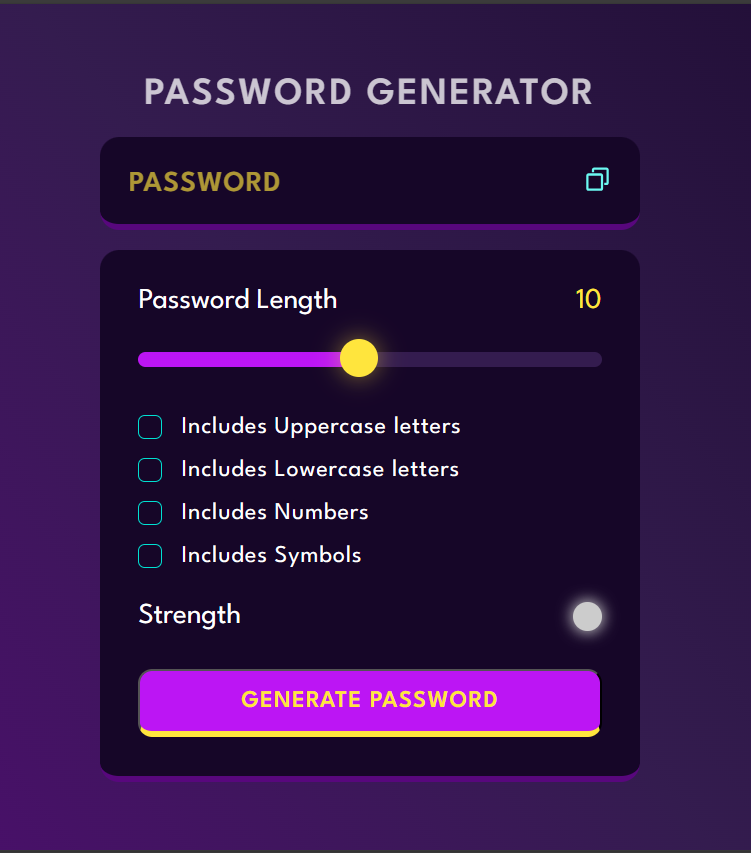 PASSWORD GENERATOR
PASSWORD
Password Length 10
Includes Uppercase letters
Includes Lowercase letters
Includes Numbers
Includes Symbols
Strength
GENERATE PASSWORD